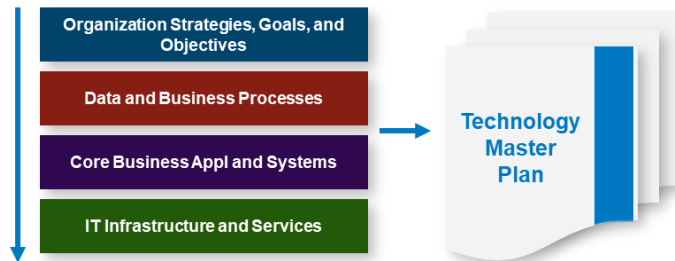 Organization Strategies, Goals, and
Objectives
Data and Business Processes
Core Business Appl and Systems
IT Infrastructure and Services
Technology
Master
Plan